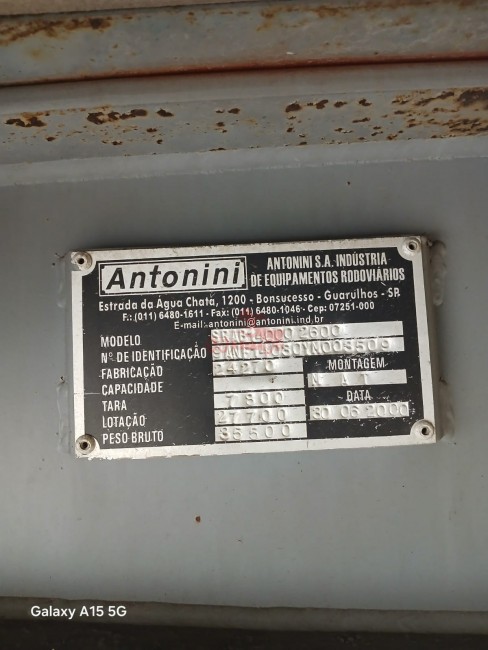 Antonini
ANTONINI S.A. INDÚSTRIA
DE EQUIPAMENTOS RODOVIÁRIOS
Estrada da Água Chata, 1200 - Bonsucesso - Guarulhos - SP.
F.: (011) 6480-1611 - Fax: (011) 6480-1046 - Cep: 07251-000
E-mail: antonini@antonini.ind.br
MODELO
Nº DE IDENTIFICAÇÃO
FABRICAÇÃO 24270 MONTAGEM
CAPACIDADE N A T
TARA 7800 DATA
LOTAÇÃO 27700 30 06 2000
PESO BRUTO 35500
Galaxy A15 5G